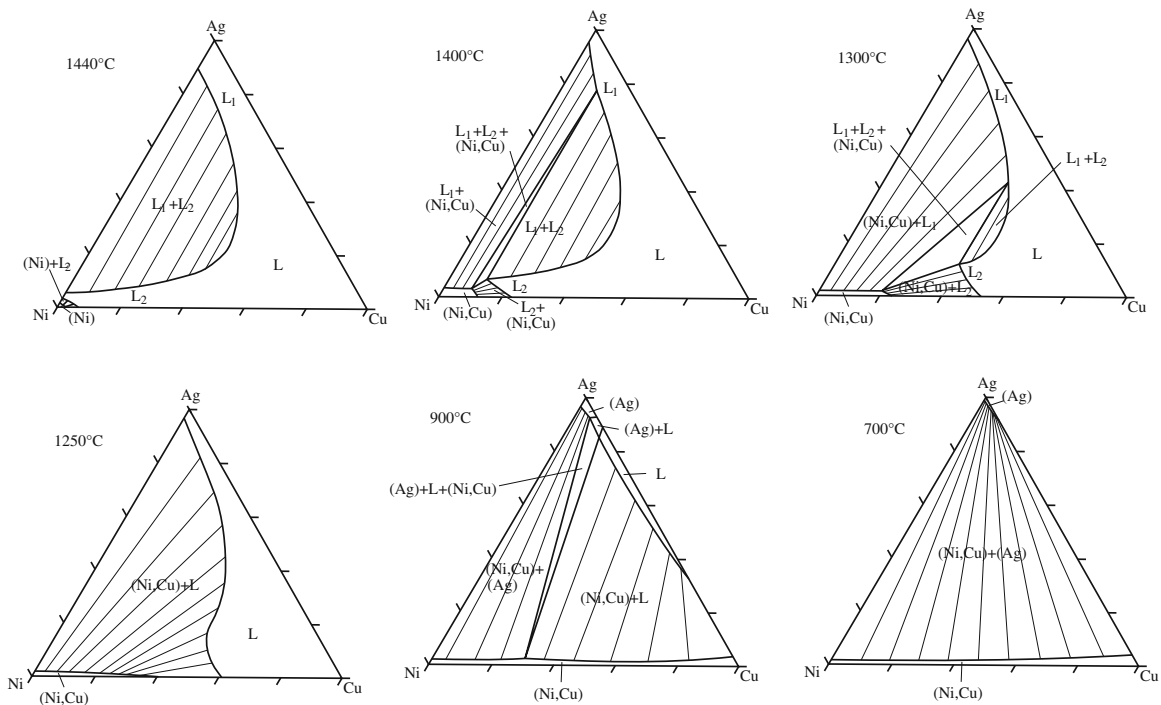 Ag
1440°C
L₁
L₁+L₂
(Ni)+L₂
L
L₂
Ni
(Ni)
Cu
Ag
1400°C
L₁
L₁+L₂+
(Ni,Cu)
L₁+
(Ni,Cu)
L₁+L₂
L
L₂
Ni
(Ni,Cu)
L₂+
(Ni,Cu)
Cu
Ag
1300°C
L₁
L₁+L₂+
(Ni,Cu)
L₁+L₂
(Ni,Cu)+L₁
L
L₂
(Ni,Cu)+L₂
Ni
(Ni,Cu)
Cu
Ag
1250°C
(Ni,Cu)+L
L
Ni
(Ni,Cu)
Cu
Ag
900°C
(Ag)
(Ag)+L
L
(Ag)+L+(Ni,Cu)
(Ni,Cu)+
(Ag)
(Ni,Cu)+L
Ni
Cu
(Ni,Cu)
Ag
700°C
(Ag)
(Ni,Cu)+(Ag)
Ni
Cu
(Ni,Cu)